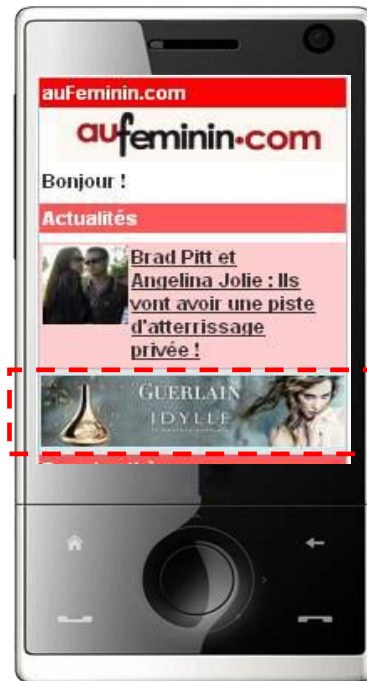 auFeminin.com
aufeminin.com
Bonjour !
Actualités
Brad Pitt et
Angelina Jolie : Ils
vont avoir une piste
d'atterrissage
privée !
GUERLAIN
IDYLLE